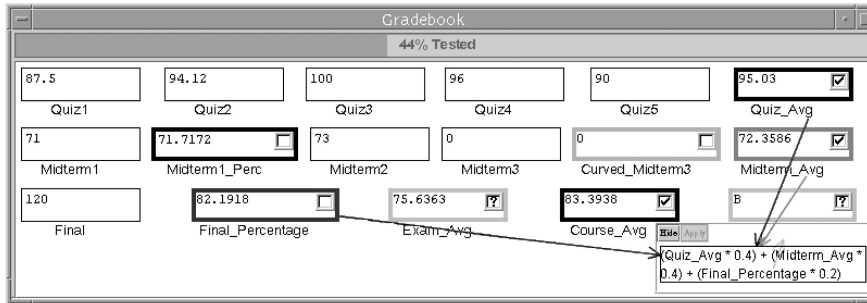 Gradebook
44% Tested
87.5 94.12 100 96 90 95.03
Quiz1 Quiz2 Quiz3 Quiz4 Quiz5 Quiz_Avg
71 71.7172 73 0 0 72.3586
Midterm1 Midterm1_Perc Midterm2 Midterm3 Curved_Midterm3 Midterm_Avg
120 82.1918 75.6363 ? 83.3938 B ?
Final Final_Percentage Exam_Avg Course_Avg
Hide Apply
(Quiz_Avg * 0.4) + (Midterm_Avg *
0.4) + (Final_Percentage * 0.2)